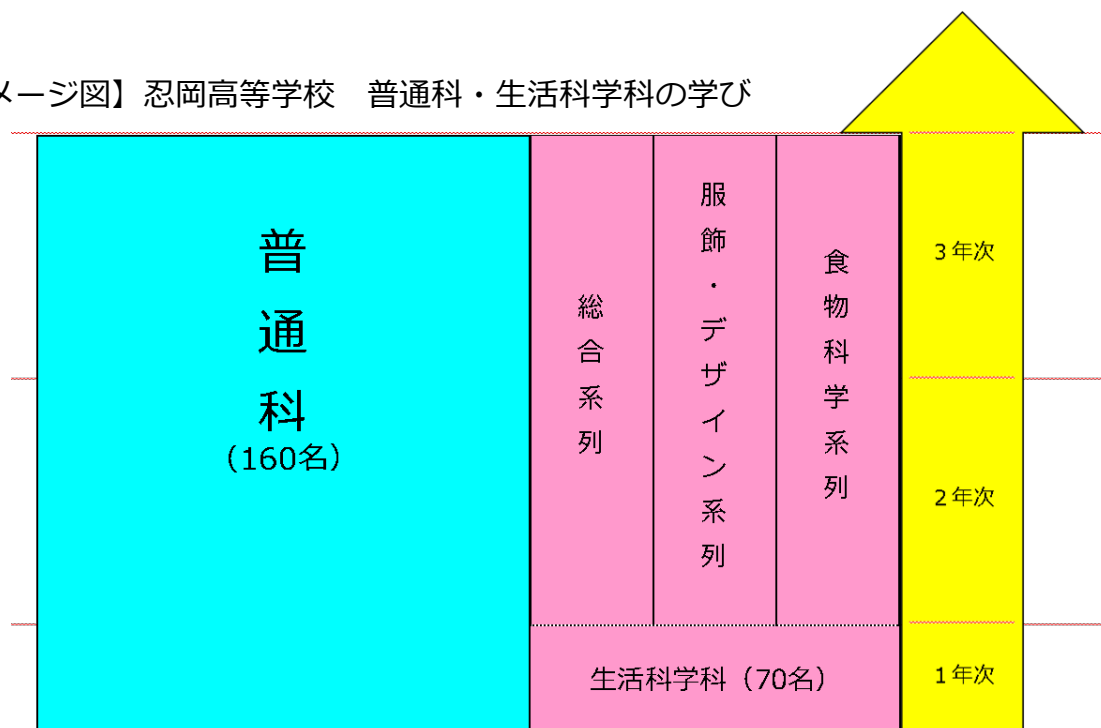 メージ図】忍岡高等学校　普通科・生活科学科の学び
普通科
（160名）
総合系列
服飾・デザイン系列
食物科学系列
生活科学科（70名）
３年次
２年次
１年次